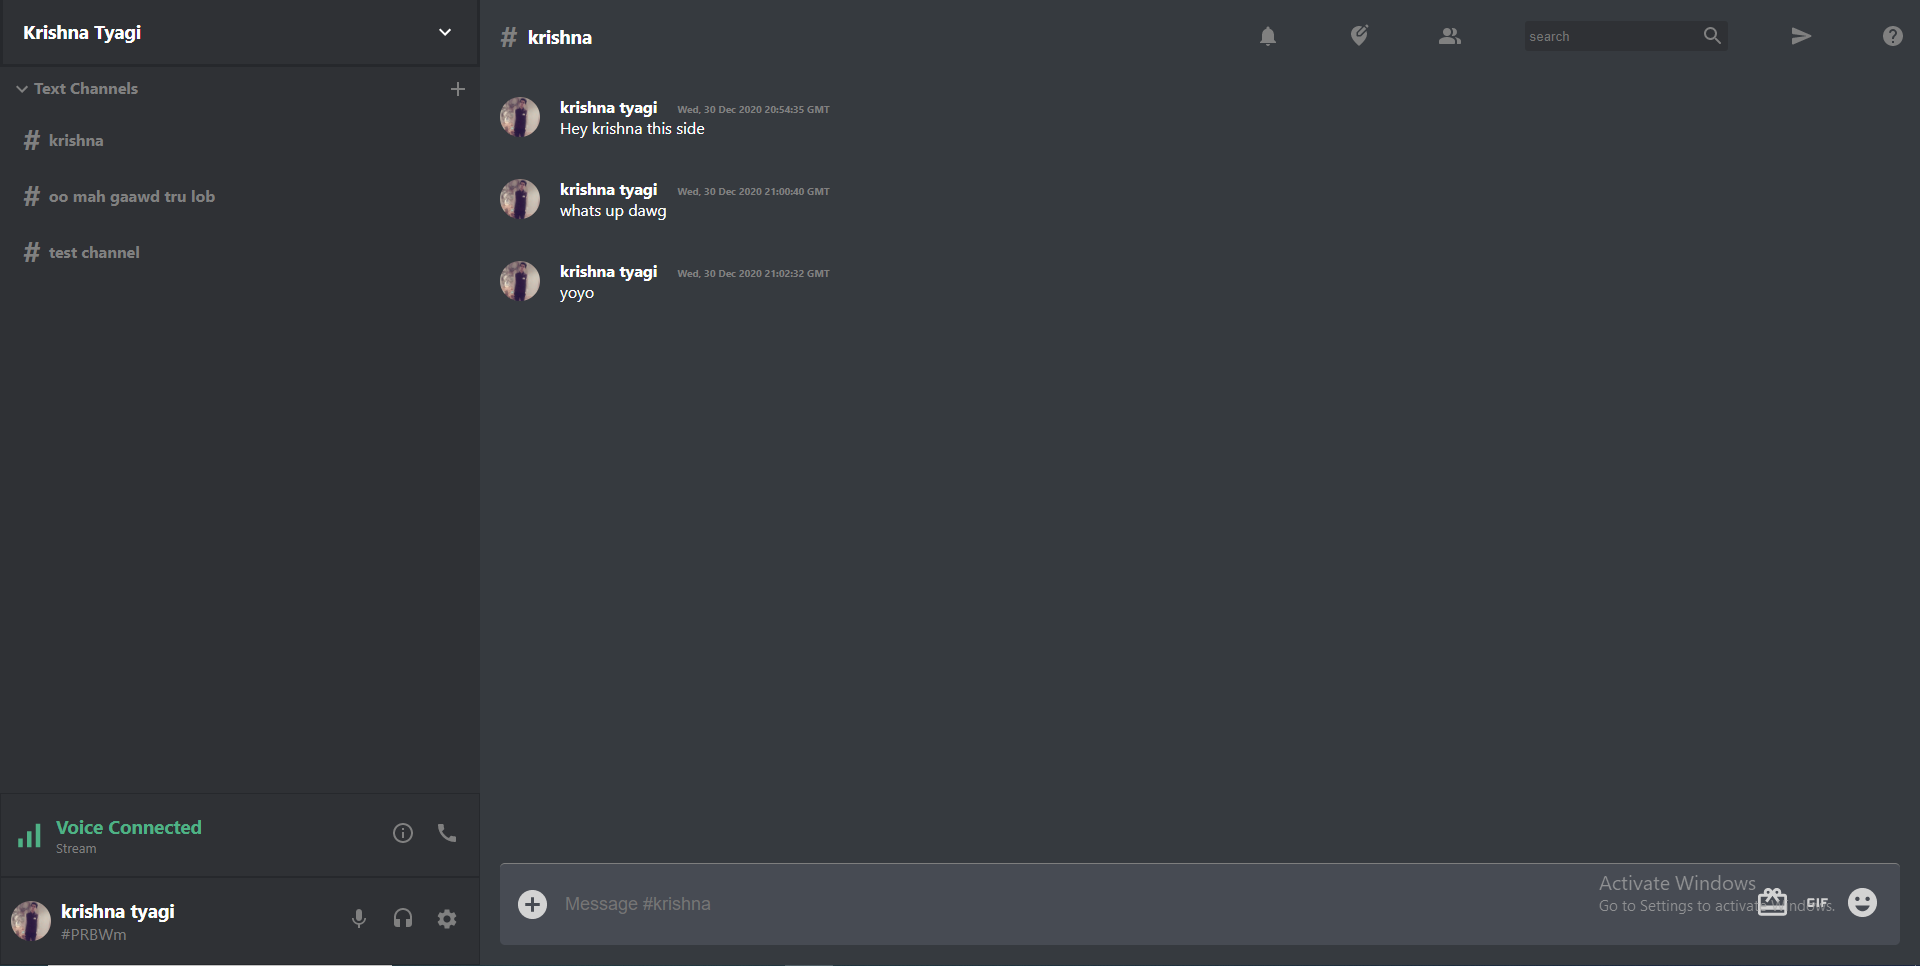 Krishna Tyagi
Text Channels
# krishna
# oo mah gaawd tru lob
# test channel
Voice Connected
Stream
krishna tyagi
#PRBWm
# krishna
search
krishna tyagi Wed, 30 Dec 2020 20:54:35 GMT
Hey krishna this side
krishna tyagi Wed, 30 Dec 2020 21:00:40 GMT
whats up dawg
krishna tyagi Wed, 30 Dec 2020 21:02:32 GMT
yoyo
Message #krishna
GIF
Activate Windows
Go to Settings to activate Windows.